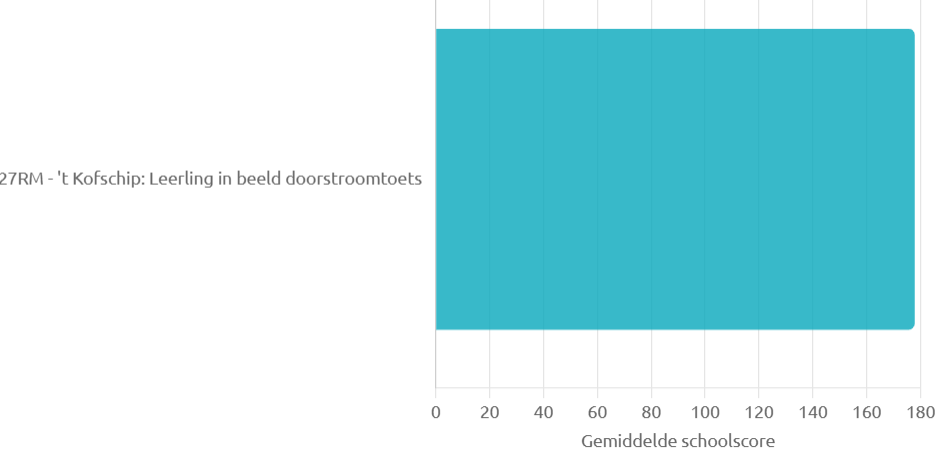 27RM - 't Kofschip: Leerling in beeld doorstroomtoets
0 20 40 60 80 100 120 140 160 180
Gemiddelde schoolscore